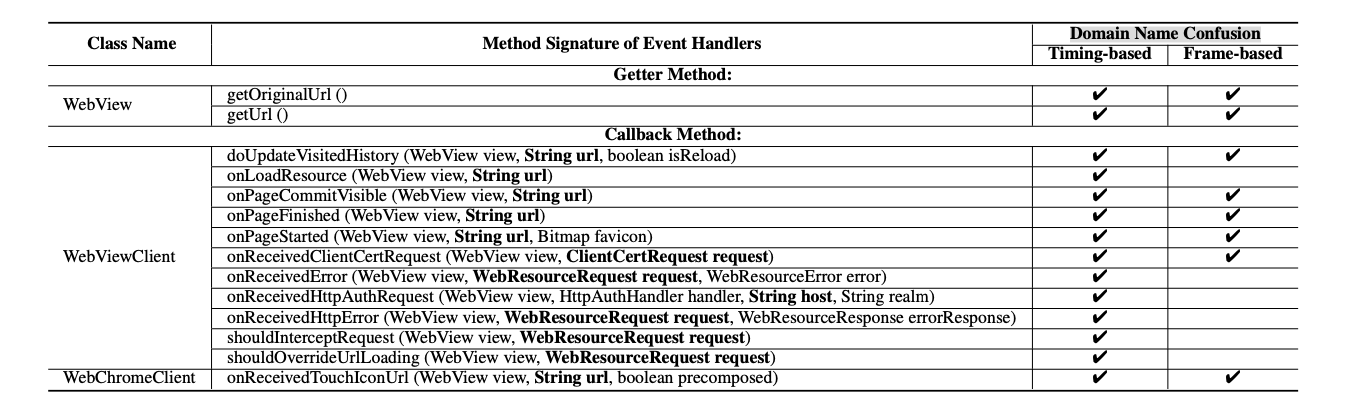 Class Name Method Signature of Event Handlers Domain Name Confusion
Timing-based Frame-based
Getter Method:
WebView getOriginalUrl () ✔ ✔
getUrl () ✔ ✔
Callback Method:
WebViewClient doUpdateVisitedHistory (WebView view, String url, boolean isReload) ✔ ✔
onLoadResource (WebView view, String url) ✔
onPageCommitVisible (WebView view, String url) ✔ ✔
onPageFinished (WebView view, String url) ✔ ✔
onPageStarted (WebView view, String url, Bitmap favicon) ✔ ✔
onReceivedClientCertRequest (WebView view, ClientCertRequest request) ✔ ✔
onReceivedError (WebView view, WebResourceRequest request, WebResourceError error) ✔
onReceivedHttpAuthRequest (WebView view, HttpAuthHandler handler, String host, String realm) ✔
onReceivedHttpError (WebView view, WebResourceRequest request, WebResourceResponse errorResponse) ✔
shouldInterceptRequest (WebView view, WebResourceRequest request) ✔
shouldOverrideUrlLoading (WebView view, WebResourceRequest request) ✔
WebChromeClient onReceivedTouchIconUrl (WebView view, String url, boolean precomposed) ✔ ✔